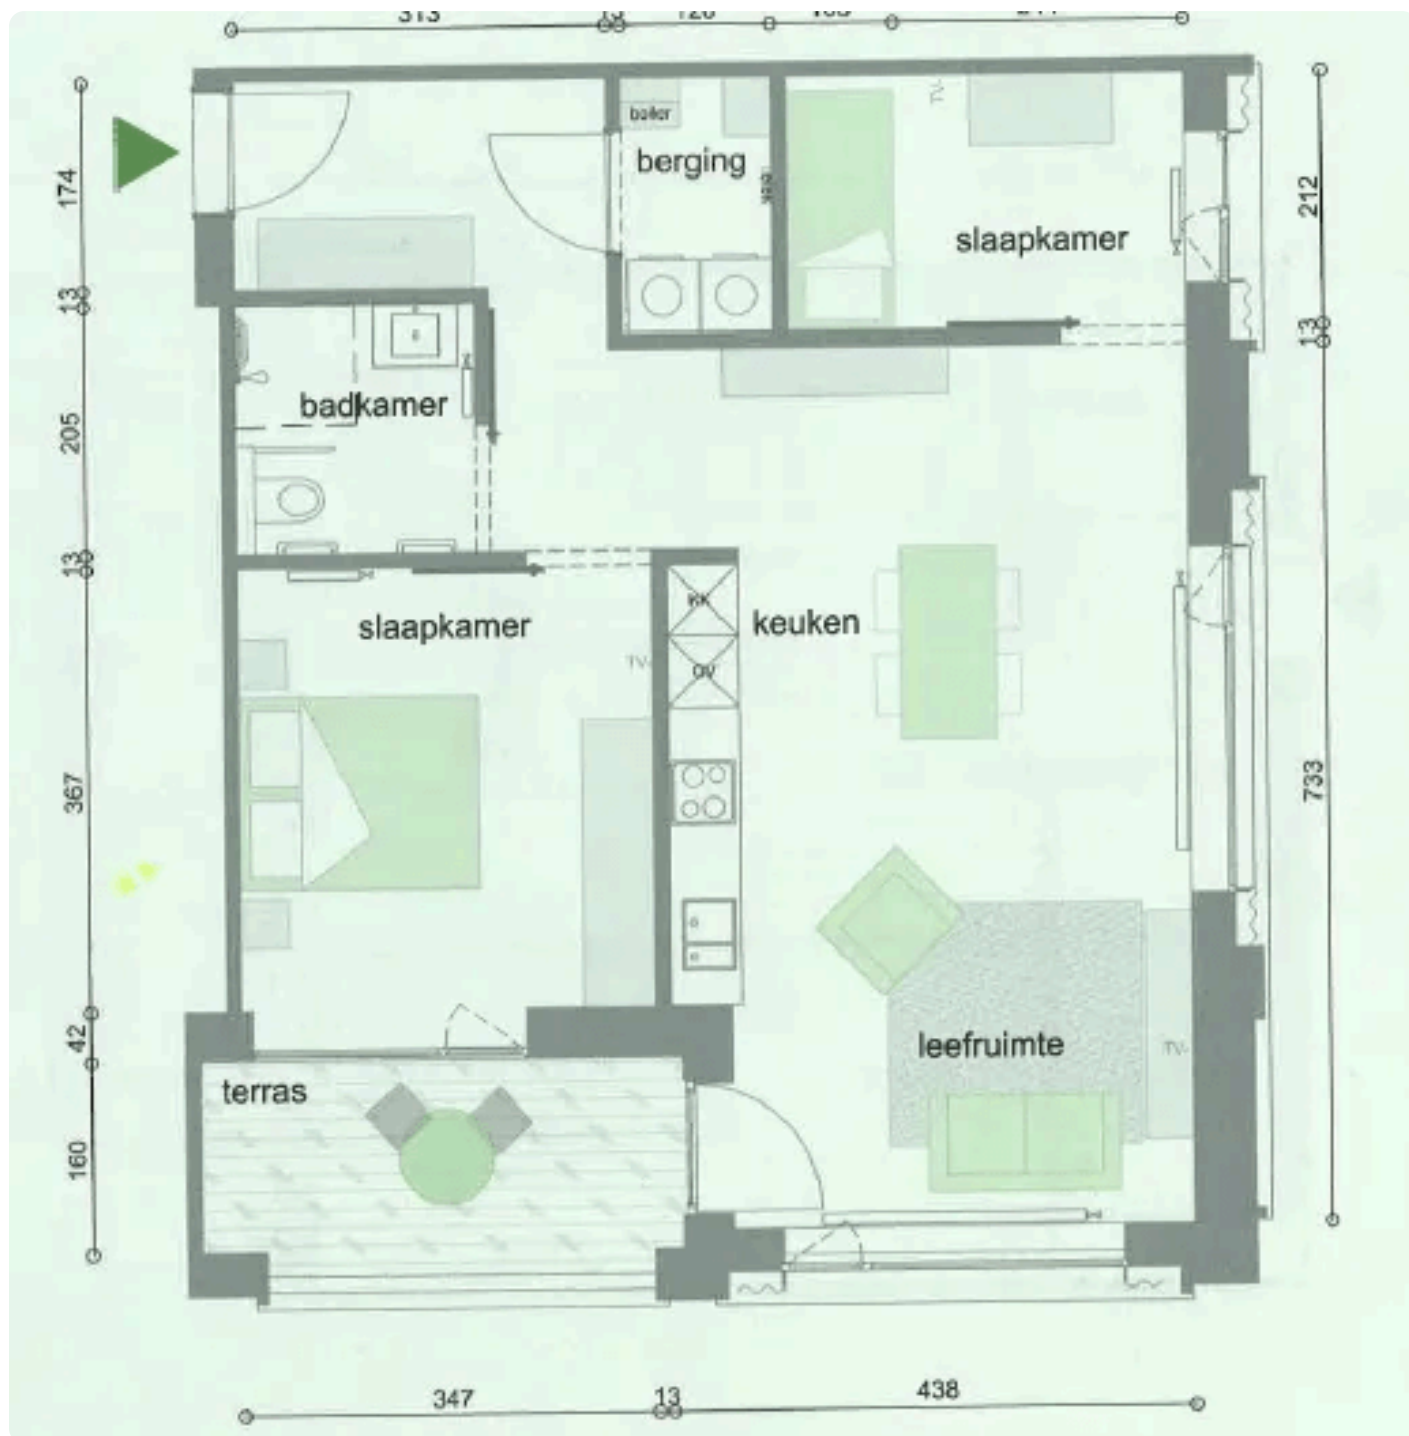 313
13
126
boiler
TV
berging
174
212
slaapkamer
13
13
badkamer
205
13
slaapkamer
KK
keuken
TV
OV
367
733
42
leefruimte
TV
terras
160
347
13
438